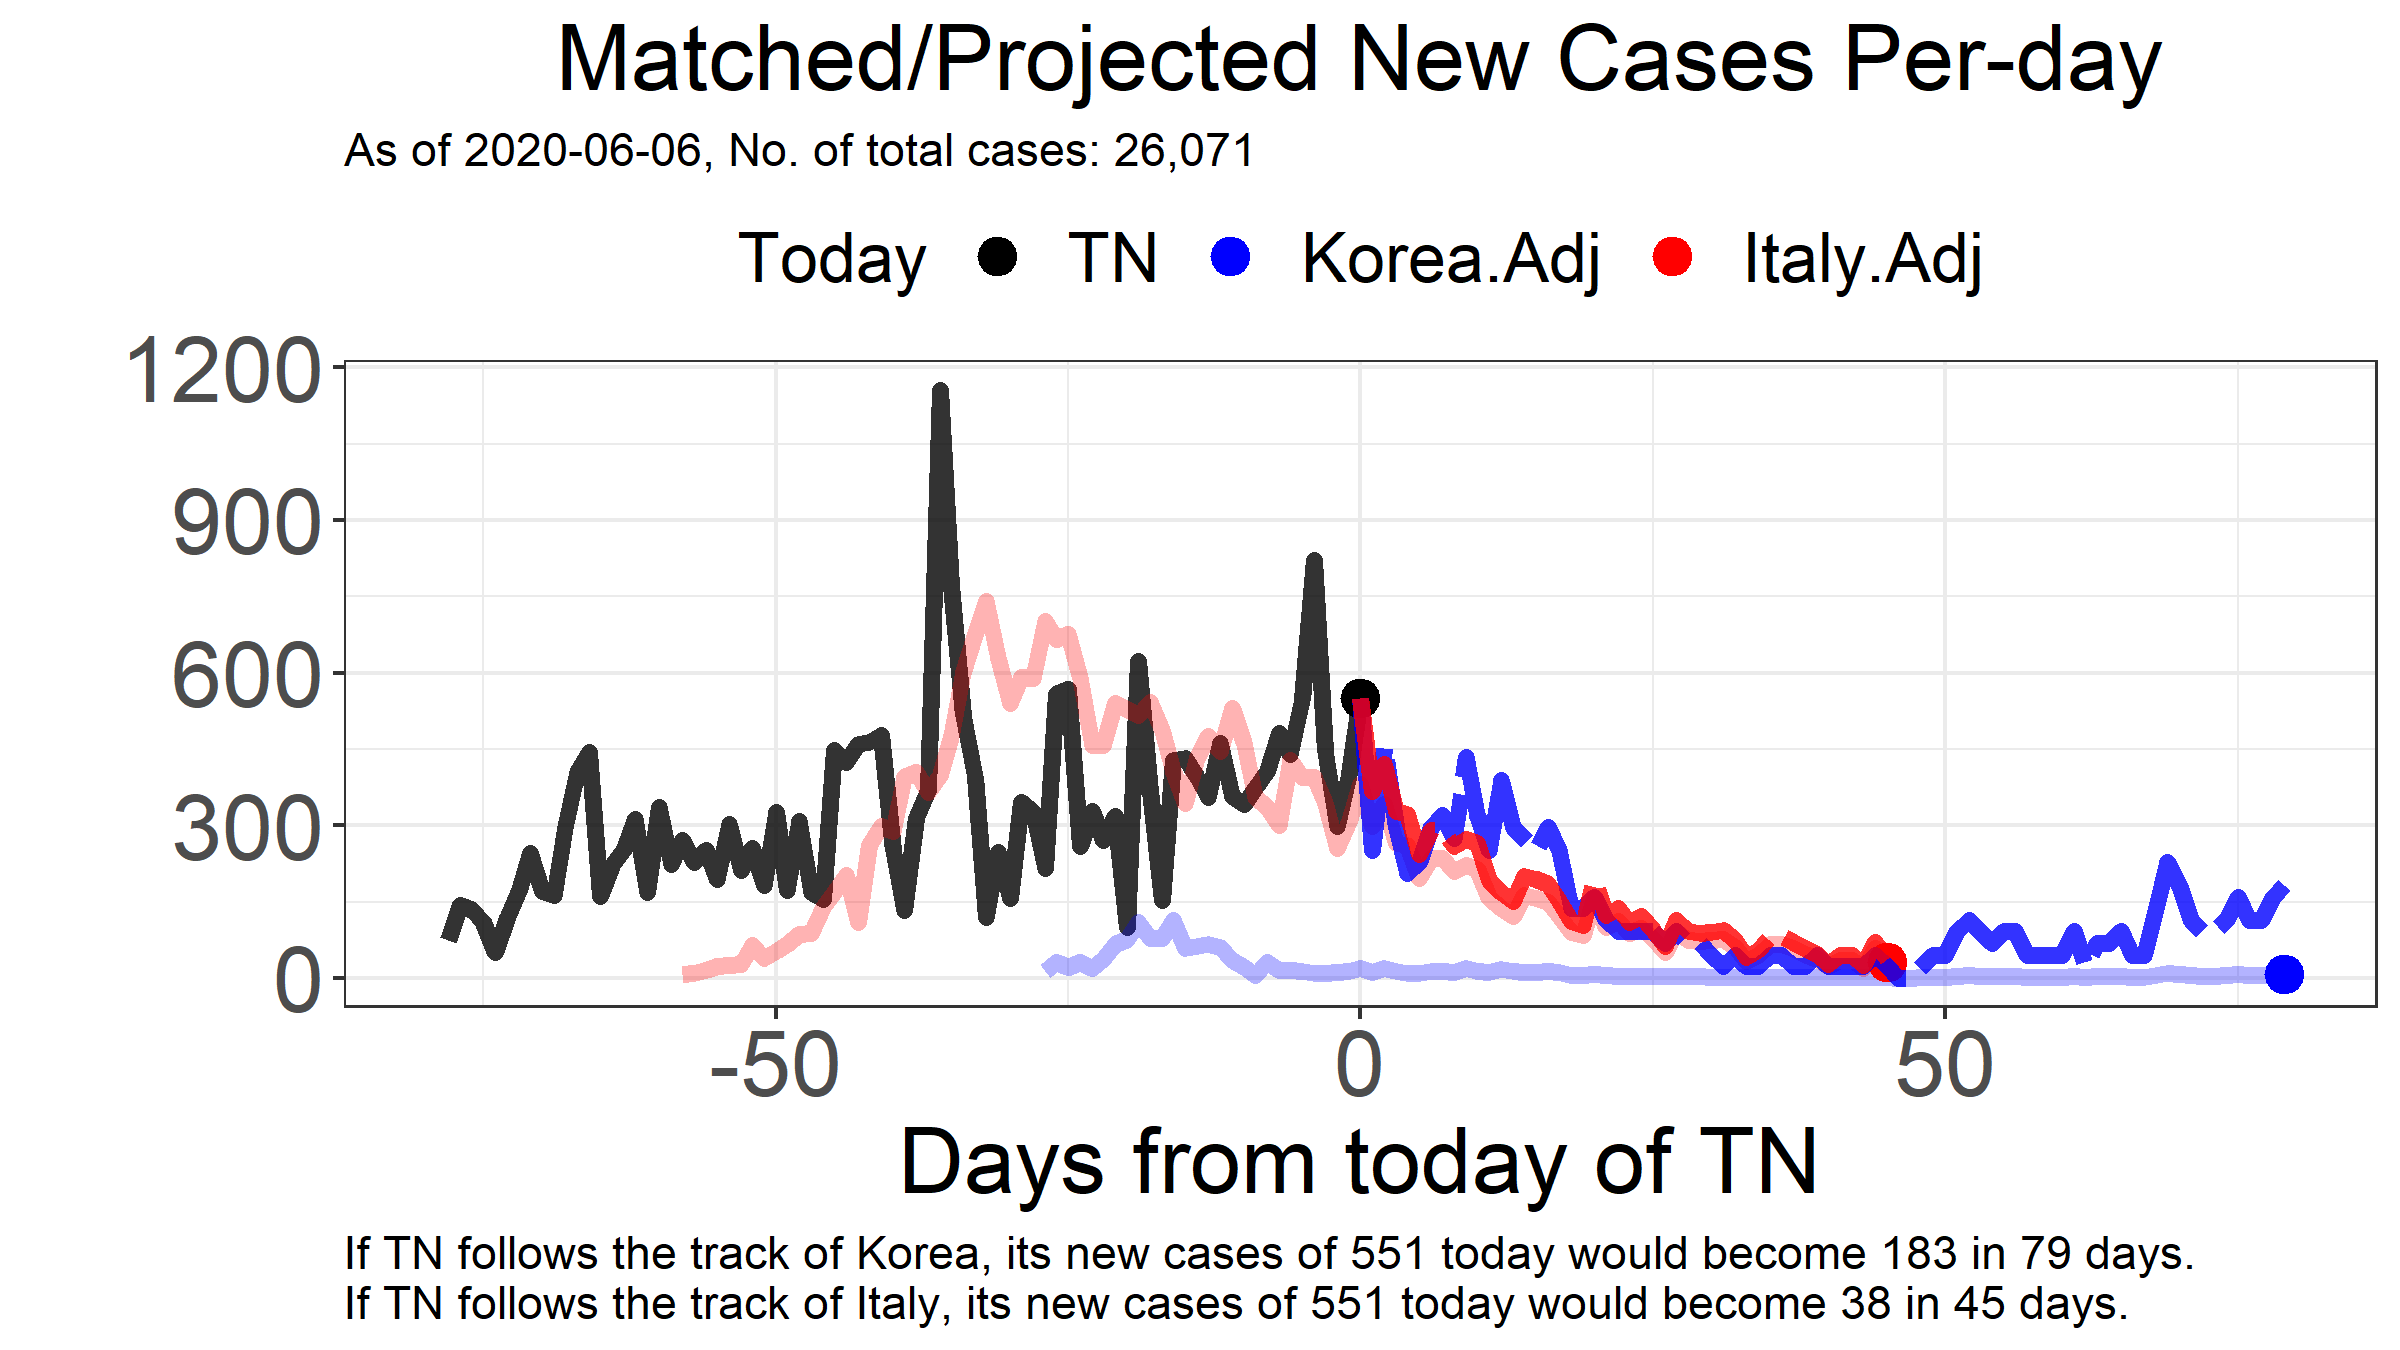 Matched/Projected New Cases Per-day
As of 2020-06-06, No. of total cases: 26,071
Today TN Korea.Adj Italy.Adj
1200
900
600
300
0
-50 0 50
Days from today of TN
If TN follows the track of Korea, its new cases of 551 today would become 183 in 79 days.
If TN follows the track of Italy, its new cases of 551 today would become 38 in 45 days.